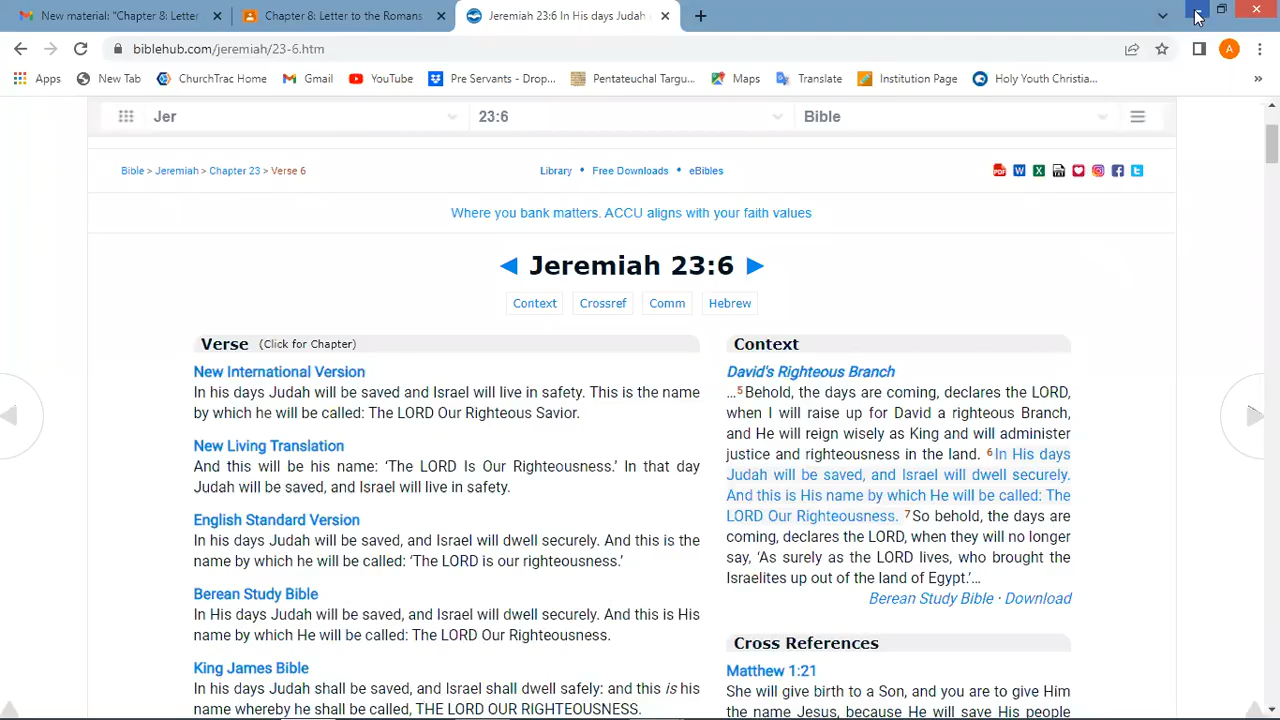 New material: "Chapter 8: Letter
Chapter 8: Letter to the Romans
Jeremiah 23:6 In His days Judah
biblehub.com/jeremiah/23-6.htm
A
Apps
New Tab
ChurchTrac Home
Gmail
YouTube
Pre Servants - Drop...
Pentateuchal Targu...
Maps
Translate
Institution Page
Holy Youth Christia...
»
Jer
23:6
Bible
Bible > Jeremiah > Chapter 23 > Verse 6
Library • Free Downloads • eBibles
Where you bank matters. ACCU aligns with your faith values
Jeremiah 23:6
Context
Crossref
Comm
Hebrew
Verse (Click for Chapter)
New International Version
In his days Judah will be saved and Israel will live in safety. This is the name
by which he will be called: The LORD Our Righteous Savior.
New Living Translation
And this will be his name: ‘The LORD Is Our Righteousness.’ In that day
Judah will be saved, and Israel will live in safety.
English Standard Version
In his days Judah will be saved, and Israel will dwell securely. And this is the
name by which he will be called: ‘The LORD is our righteousness.’
Berean Study Bible
In His days Judah will be saved, and Israel will dwell securely. And this is His
name by which He will be called: The LORD Our Righteousness.
King James Bible
In his days Judah shall be saved, and Israel shall dwell safely: and this is his
name whereby he shall be called, THE LORD OUR RIGHTEOUSNESS.
Context
David's Righteous Branch
…5Behold, the days are coming, declares the LORD,
when I will raise up for David a righteous Branch,
and He will reign wisely as King and will administer
justice and righteousness in the land. 6In His days
Judah will be saved, and Israel will dwell securely.
And this is His name by which He will be called: The
LORD Our Righteousness. 7So behold, the days are
coming, declares the LORD, when they will no longer
say, ‘As surely as the LORD lives, who brought the
Israelites up out of the land of Egypt.’…
Berean Study Bible · Download
Cross References
Matthew 1:21
She will give birth to a Son, and you are to give Him
the name Jesus, because He will save His people